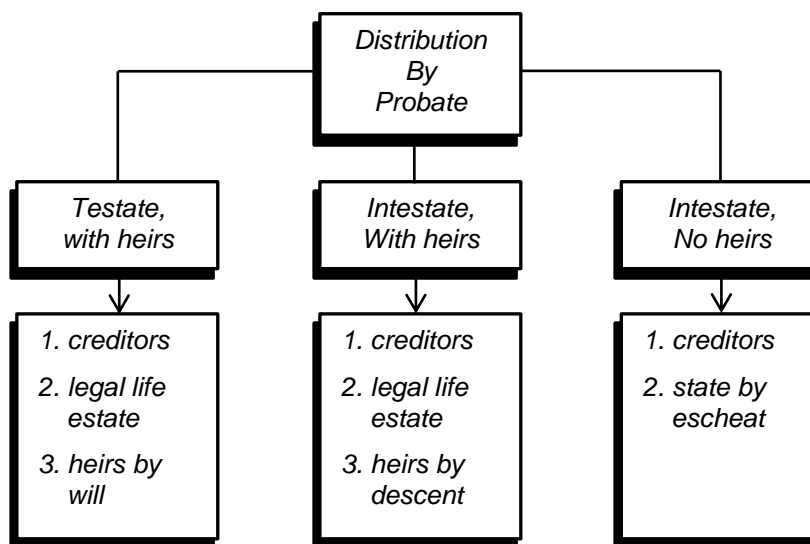 Distribution
By
Probate
Testate,
with heirs
Intestate,
With heirs
Intestate,
No heirs
1. creditors
2. legal life
estate
3. heirs by
will
1. creditors
2. legal life
estate
3. heirs by
descent
1. creditors
2. state by
escheat